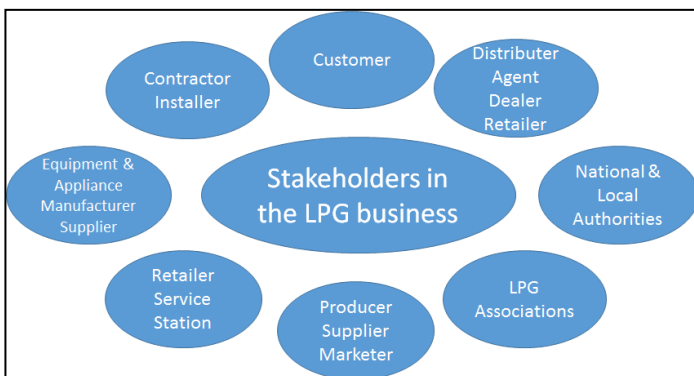 Customer
Contractor
Installer
Distributer
Agent
Dealer
Retailer
Equipment &
Appliance
Manufacturer
Supplier
Stakeholders in
the LPG business
National &
Local
Authorities
Retailer
Service
Station
Producer
Supplier
Marketer
LPG
Associations